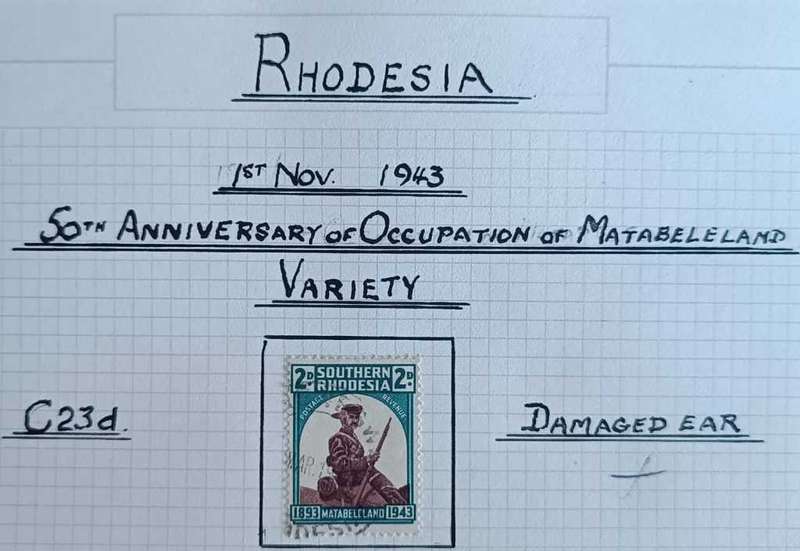 RHODESIA
1ST NOV. 1943
50TH ANNIVERSARY OF OCCUPATION OF MATABELELAND
VARIETY
2D SOUTHERN RHODESIA 2D
POSTAGE REVENUE
C23d.
DAMAGED EAR
MAP.
1893 MATABELELAND 1943